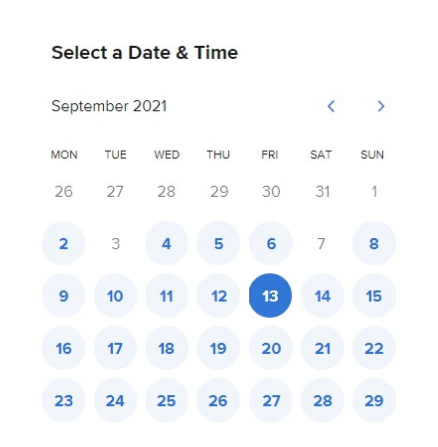 Select a Date & Time
September 2021
MON TUE WED THU FRI SAT SUN
26 27 28 29 30 31 1
2 3 4 5 6 7 8
9 10 11 12 13 14 15
16 17 18 19 20 21 22
23 24 25 26 27 28 29